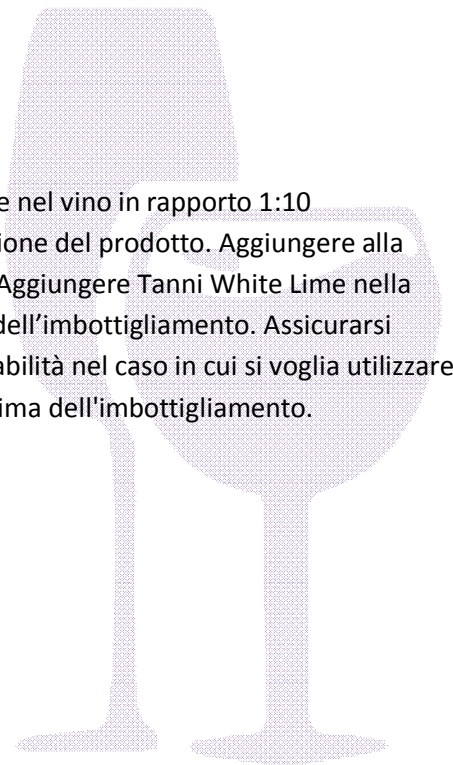 e nel vino in rapporto 1:10
ione del prodotto. Aggiungere alla
Aggiungere Tanni White Lime nella
dell’imbottigliamento. Assicurarsi
abilità nel caso in cui si voglia utilizzare
ima dell'imbottigliamento.